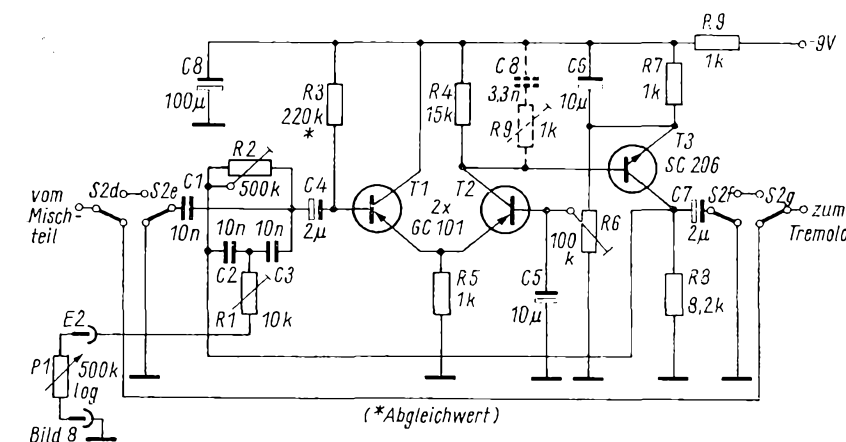 R9
1k
-9V
C8
100µ
R3
220k
*
R4
15k
C8
3,3n
R9
1k
C6
10µ
R7
1k
T3
SC 206
R2
500k
C1
10n
C4
2µ
T1
T2
2x
GC 101
vom
Misch-
teil
S2d
S2e
10n
10n
C2
C3
R1
10k
R5
1k
C5
10µ
100
k
R6
C7
2µ
S2f
S2g
zum
Tremolo
R8
8,2k
E2
P1
500k
log
Bild 8
(*Abgleichwert)